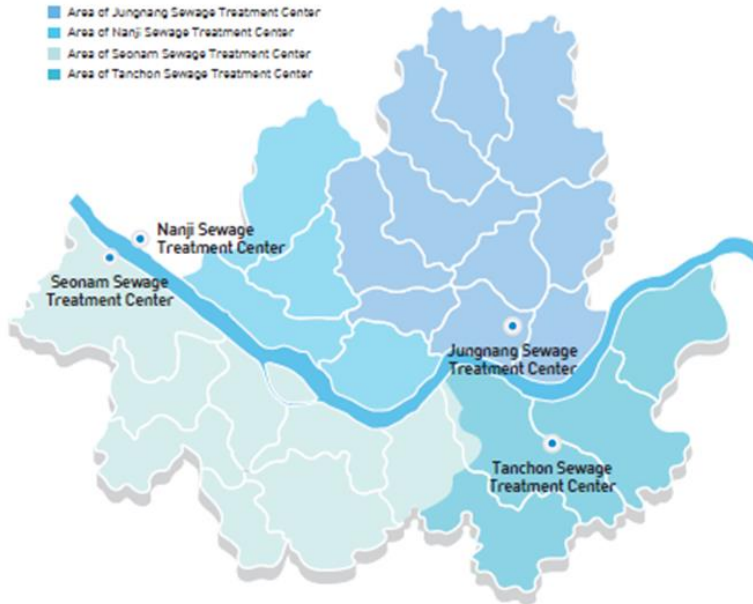 Area of Jungnang Sewage Treatment Center
Area of Nanji Sewage Treatment Center
Area of Seonam Sewage Treatment Center
Area of Tanchon Sewage Treatment Center
Nanji Sewage
Treatment Center
Seonam Sewage
Treatment Center
Jungnang Sewage
Treatment Center
Tanchon Sewage
Treatment Center